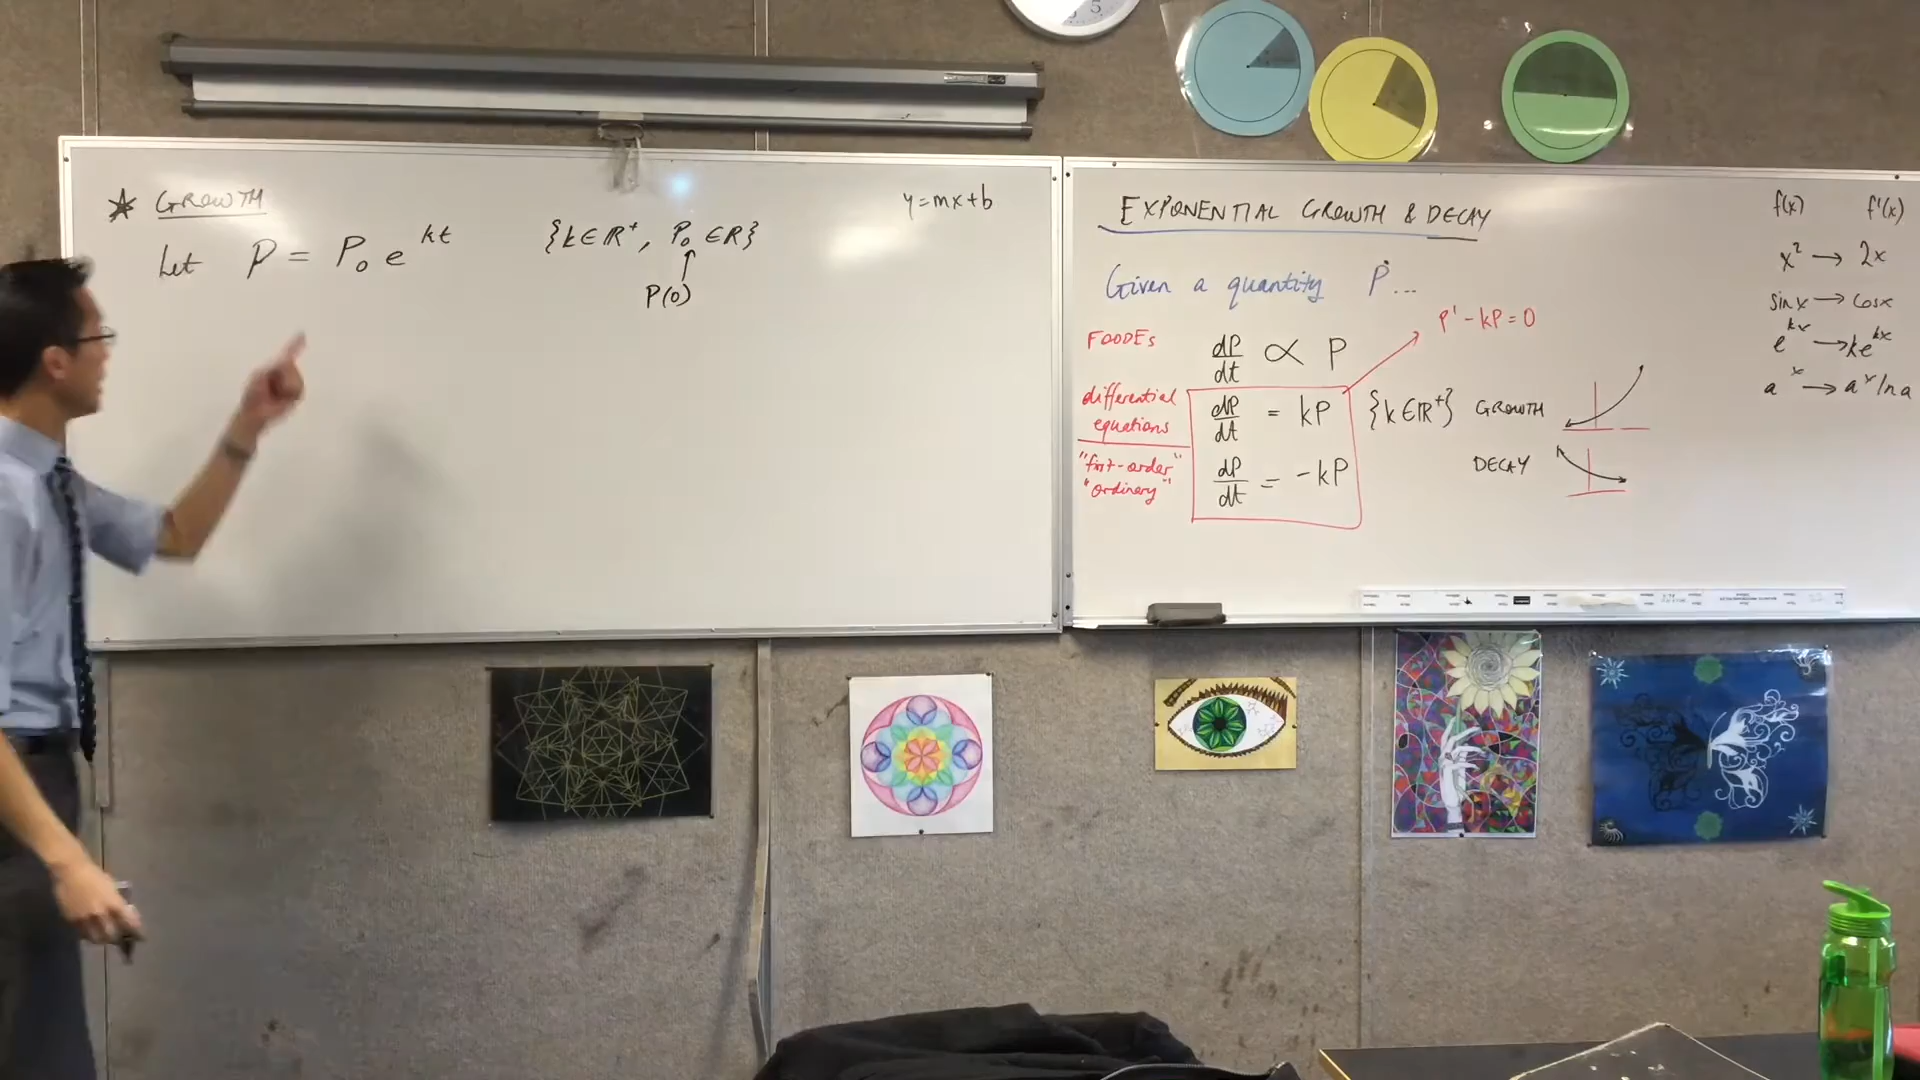 ★ GROWTH
Let P = P₀ e^kt {k∈ℝ⁺, P₀ ∈ℝ}
P(0)
y=mx+b
EXPONENTIAL GROWTH & DECAY
Given a quantity P...
FOODEs
differential
equations
"first-order"
"ordinary"
dP/dt ∝ P
dP/dt = kP {k∈ℝ⁺} GROWTH
dP/dt = -kP DECAY
P' - kP = 0
f(x) f'(x)
x² → 2x
sin x → cos x
e^kx → ke^kx
a^x → a^x ln a
5